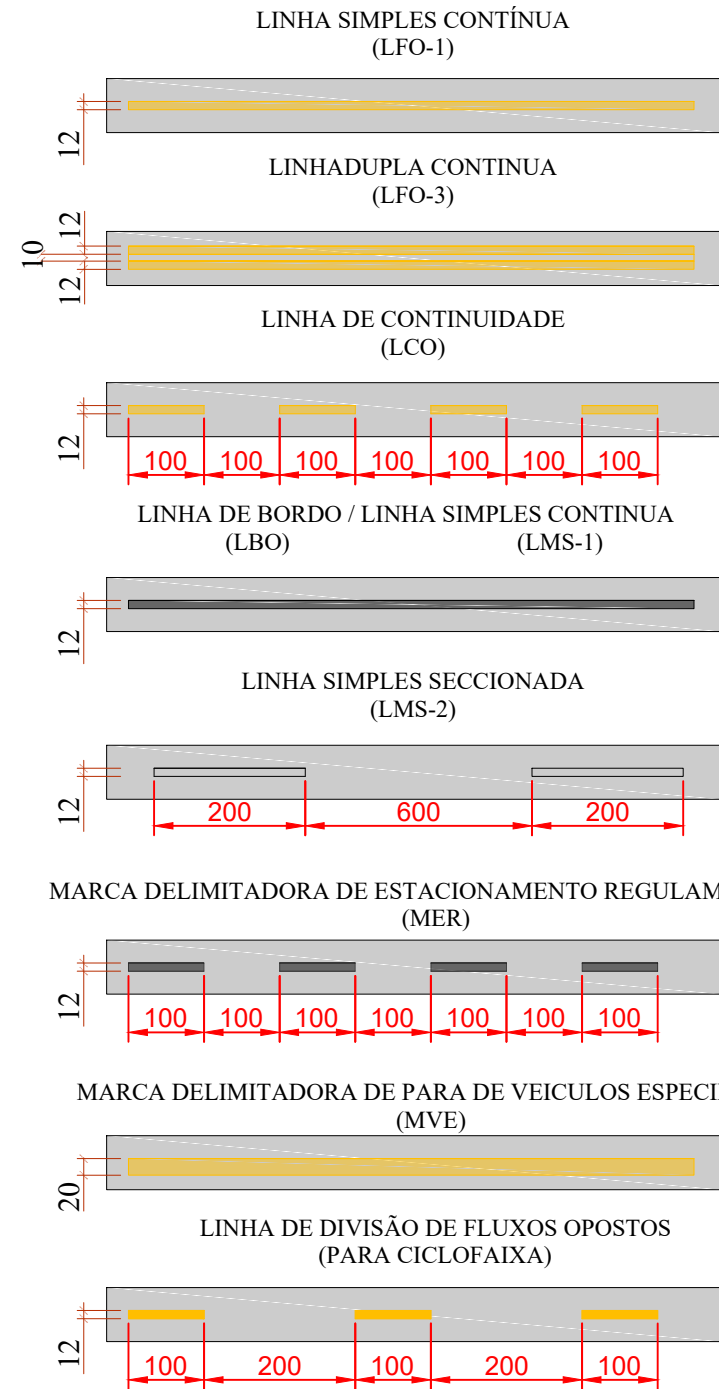 LINHA SIMPLES CONTÍNUA
(LFO-1)
12
LINHADUPLA CONTINUA
(LFO-3)
12
10
12
LINHA DE CONTINUIDADE
(LCO)
12
100 100 100 100 100 100 100
LINHA DE BORDO / LINHA SIMPLES CONTINUA
(LBO) (LMS-1)
12
LINHA SIMPLES SECCIONADA
(LMS-2)
12
200 600 200
MARCA DELIMITADORA DE ESTACIONAMENTO REGULAM
(MER)
12
100 100 100 100 100 100 100
MARCA DELIMITADORA DE PARA DE VEICULOS ESPECI
(MVE)
20
LINHA DE DIVISÃO DE FLUXOS OPOSTOS
(PARA CICLOFAIXA)
12
100 200 100 200 100